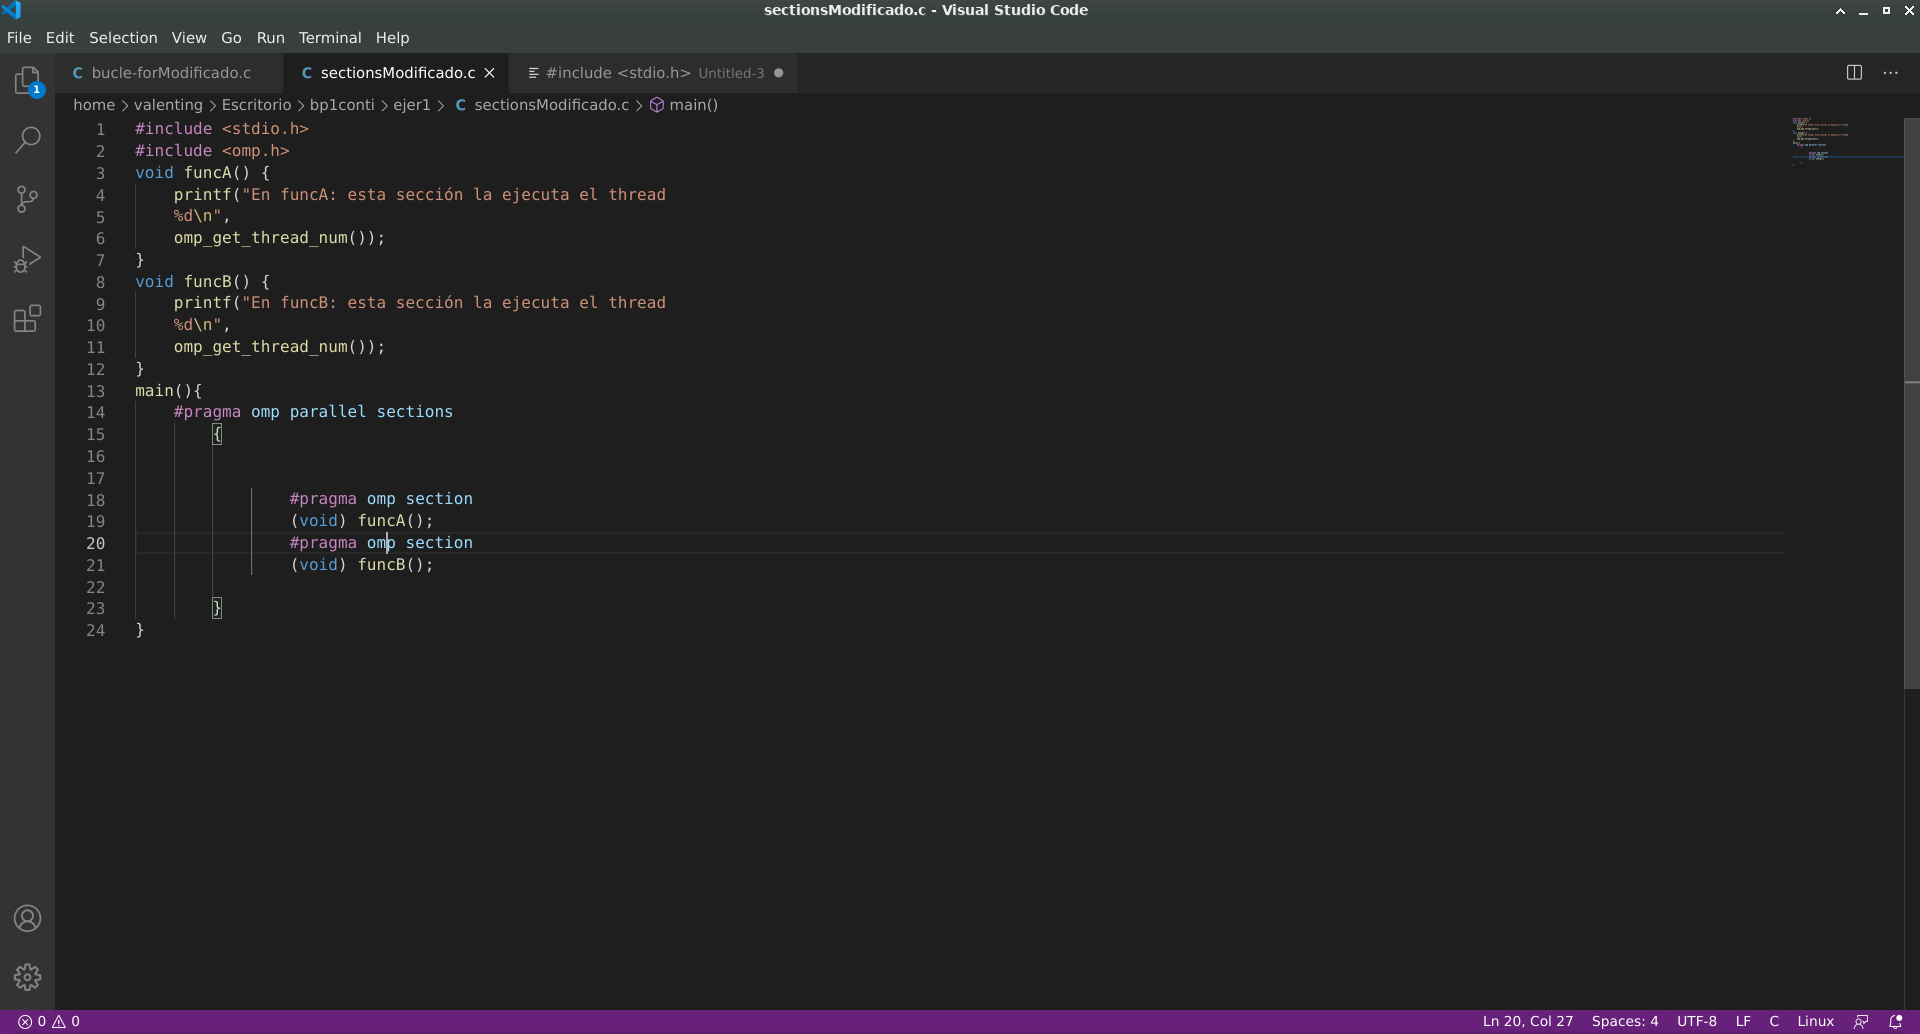 sectionsModificado.c - Visual Studio Code
File Edit Selection View Go Run Terminal Help
C bucle-forModificado.c C sectionsModificado.c #include <stdio.h> Untitled-3
home > valenting > Escritorio > bp1conti > ejer1 > C sectionsModificado.c > main()
1
1 #include <stdio.h>
2 #include <omp.h>
3 void funcA() {
4 printf("En funcA: esta sección la ejecuta el thread
5 %d\n",
6 omp_get_thread_num());
7 }
8 void funcB() {
9 printf("En funcB: esta sección la ejecuta el thread
10 %d\n",
11 omp_get_thread_num());
12 }
13 main(){
14 #pragma omp parallel sections
15 {
16
17
18 #pragma omp section
19 (void) funcA();
20 #pragma omp section
21 (void) funcB();
22
23 }
24 }
0 0 Ln 20, Col 27 Spaces: 4 UTF-8 LF C Linux